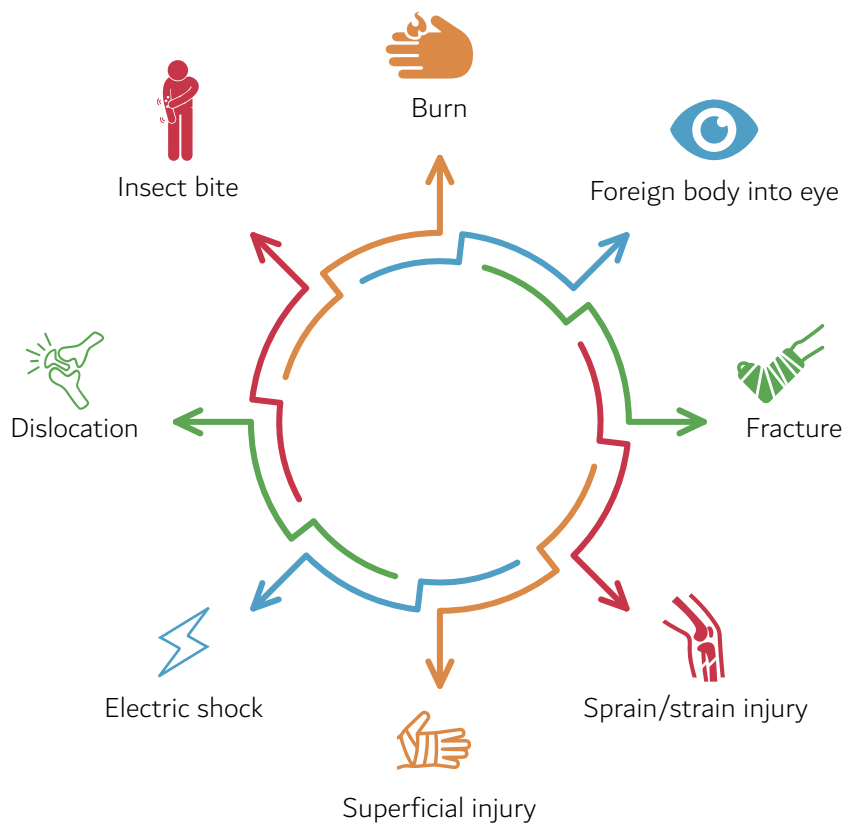 Burn
Insect bite
Foreign body into eye
Dislocation
Fracture
Electric shock
Sprain/strain injury
Superficial injury